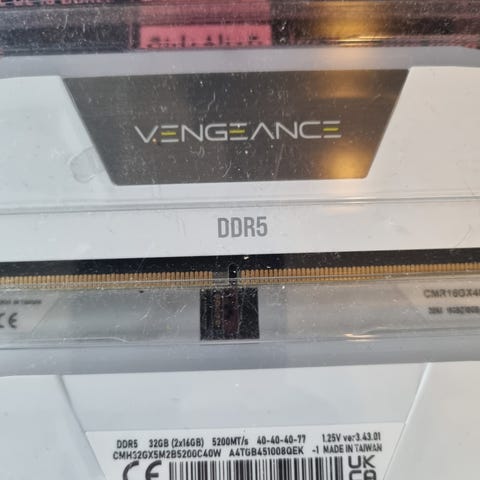 VENGEANCE
DDR5
CMR16GX4
DDR5 32GB (2x16GB) 5200MT/s 40-40-40-77 1.25V ver3.43.01
CMH32GX5M2B5200C40W A4TGB451008QEK -1 MADE IN TAIWAN
CE
UK
CA